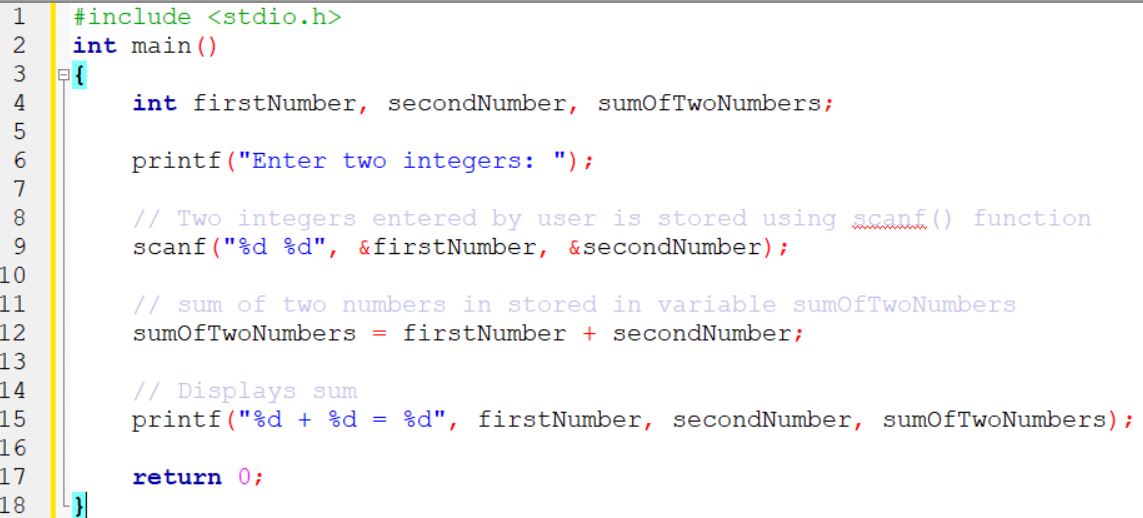 1 #include <stdio.h>
2 int main()
3 {
4 int firstNumber, secondNumber, sumOfTwoNumbers;
5
6 printf("Enter two integers: ");
7
8 // Two integers entered by user is stored using scanf() function
9 scanf("%d %d", &firstNumber, &secondNumber);
10
11 // sum of two numbers in stored in variable sumOfTwoNumbers
12 sumOfTwoNumbers = firstNumber + secondNumber;
13
14 // Displays sum
15 printf("%d + %d = %d", firstNumber, secondNumber, sumOfTwoNumbers);
16
17 return 0;
18 }